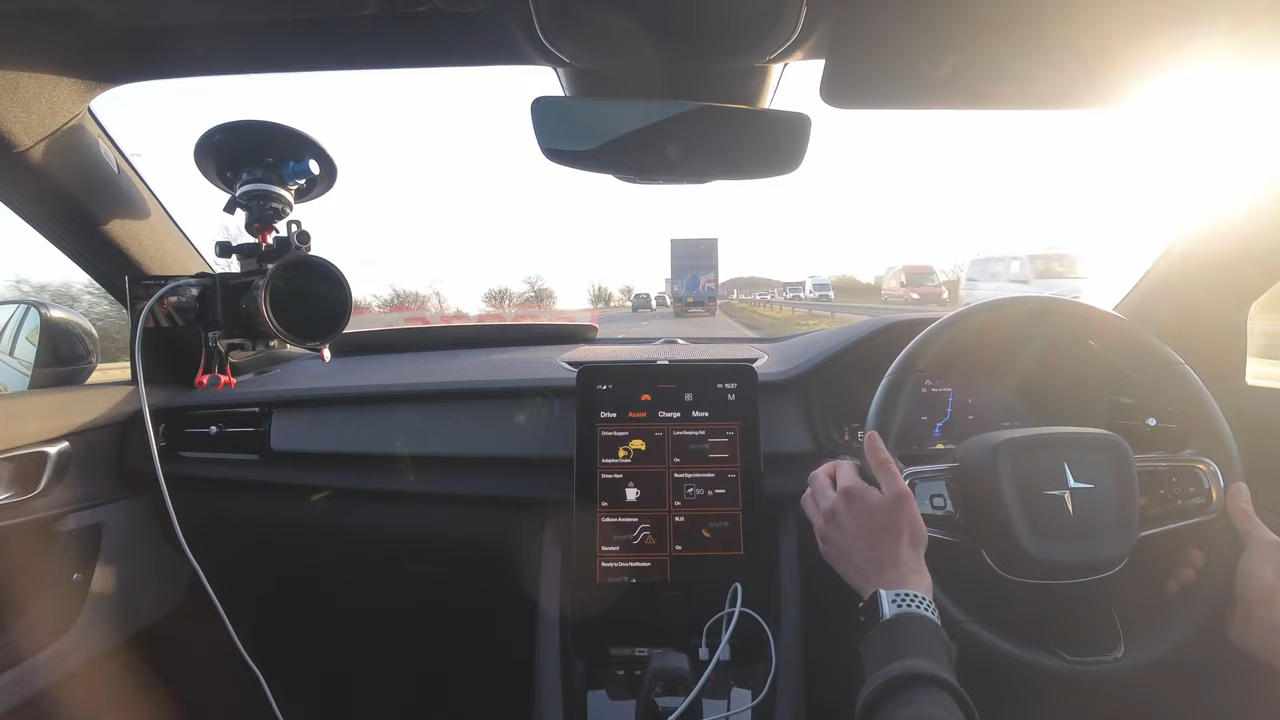 15:27
M
Drive Assist Charge More
Driver Support
Adaptive Cruise
Lane Keeping Aid
On
Driver Alert
On
Road Sign Information
90
On
Collision Avoidance
Standard
BLIS
On
Ready to Drive Notification